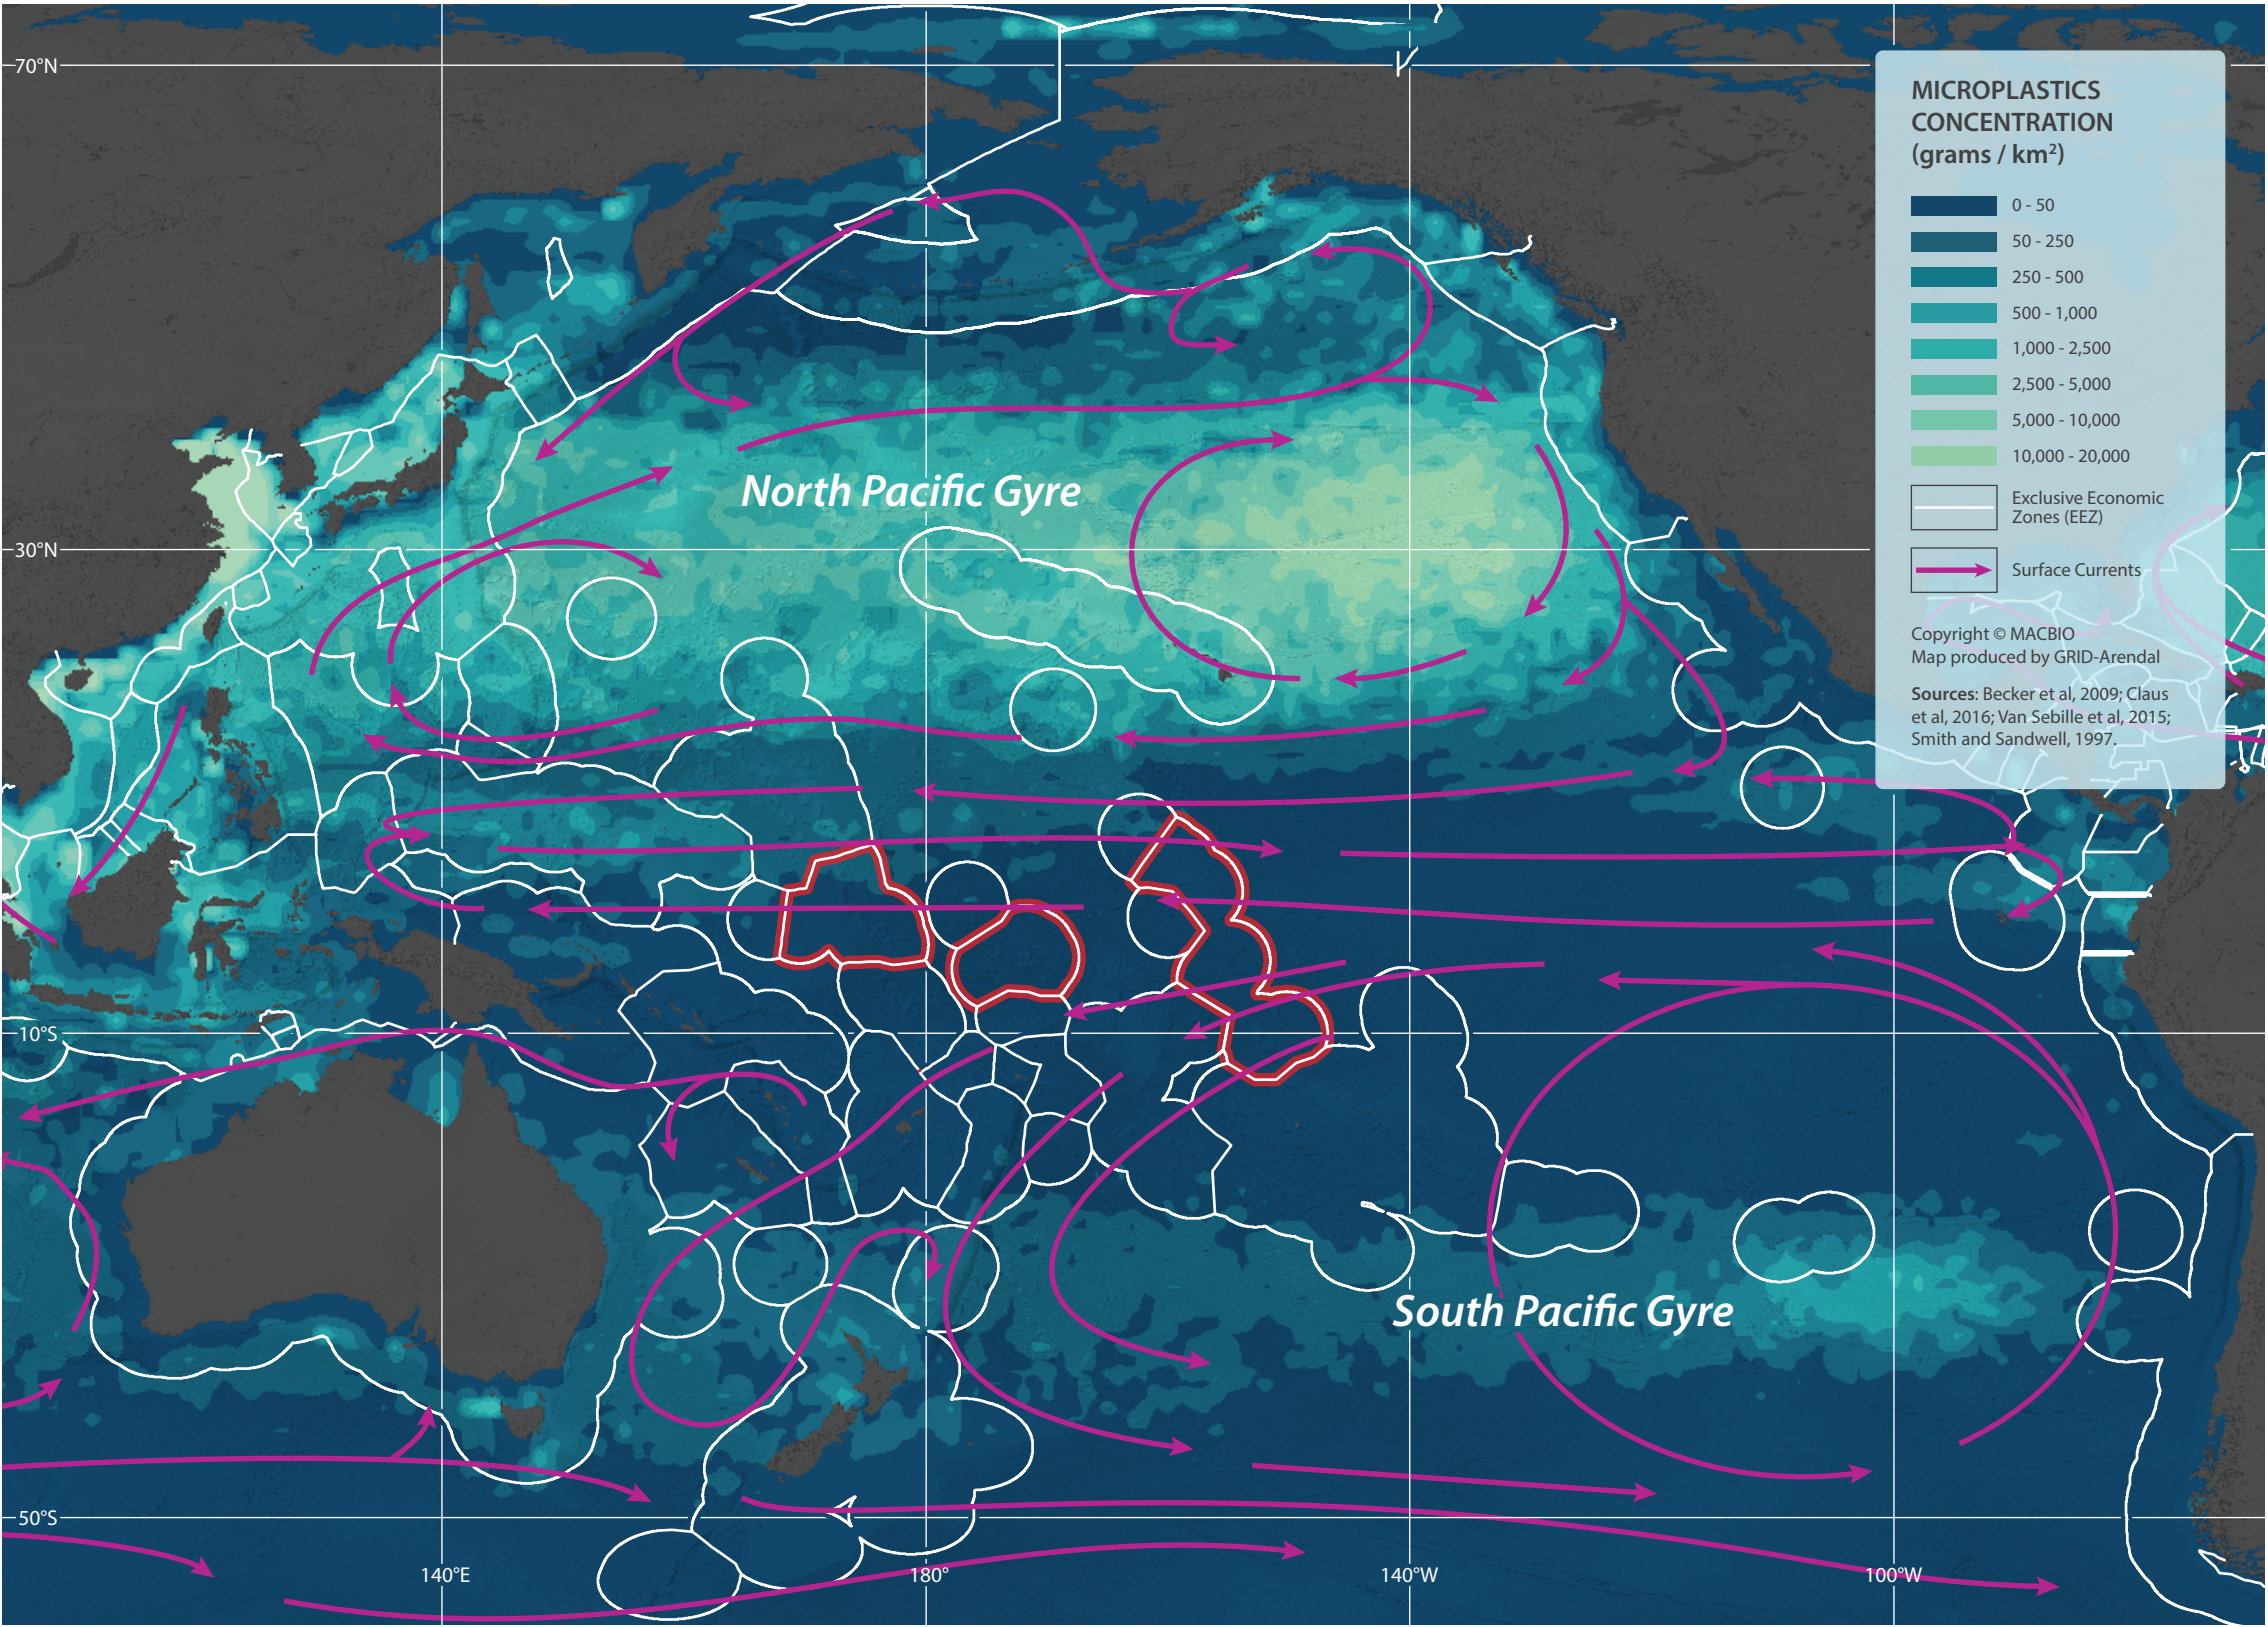 70°N
30°N
10°S
50°S
140°E
180°
140°W
100°W
North Pacific Gyre
South Pacific Gyre
MICROPLASTICS
CONCENTRATION
(grams / km²)
0 - 50
50 - 250
250 - 500
500 - 1,000
1,000 - 2,500
2,500 - 5,000
5,000 - 10,000
10,000 - 20,000
Exclusive Economic
Zones (EEZ)
Surface Currents
Copyright © MACBIO
Map produced by GRID-Arendal
Sources: Becker et al, 2009; Claus
et al, 2016; Van Sebille et al, 2015;
Smith and Sandwell, 1997.